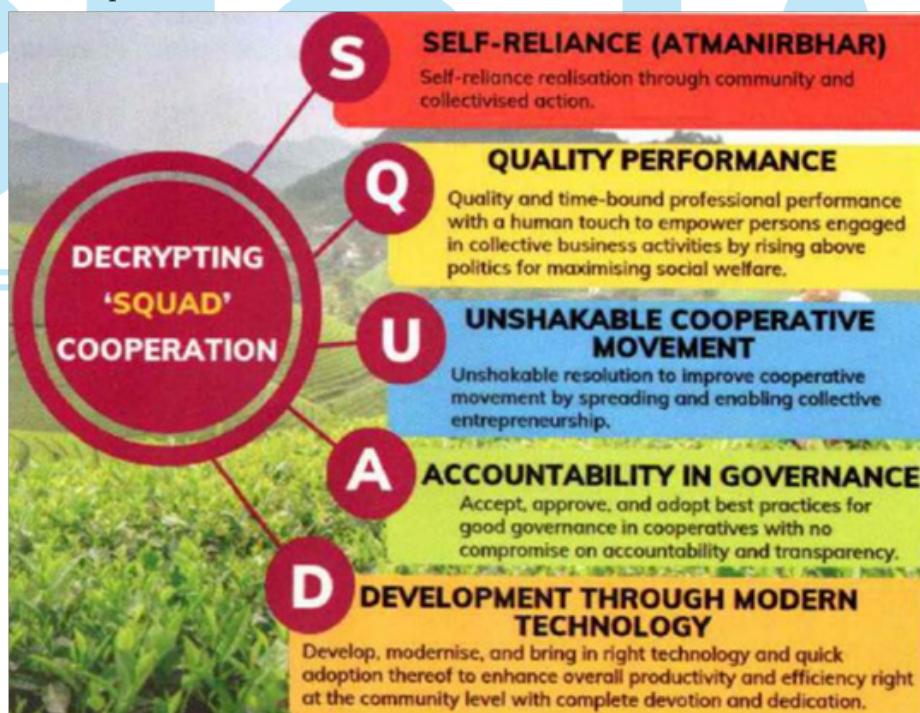 DECRYPTING
'SQUAD'
COOPERATION
S
SELF-RELIANCE (ATMANIRBHAR)
Self-reliance realisation through community and
collectivised action.
Q
QUALITY PERFORMANCE
Quality and time-bound professional performance
with a human touch to empower persons engaged
in collective business activities by rising above
politics for maximising social welfare.
U
UNSHAKABLE COOPERATIVE
MOVEMENT
Unshakable resolution to improve cooperative
movement by spreading and enabling collective
entrepreneurship.
A
ACCOUNTABILITY IN GOVERNANCE
Accept, approve, and adopt best practices for
good governance in cooperatives with no
compromise on accountability and transparency.
D
DEVELOPMENT THROUGH MODERN
TECHNOLOGY
Develop, modernise, and bring in right technology and quick
adoption thereof to enhance overall productivity and efficiency right
at the community level with complete devotion and dedication.